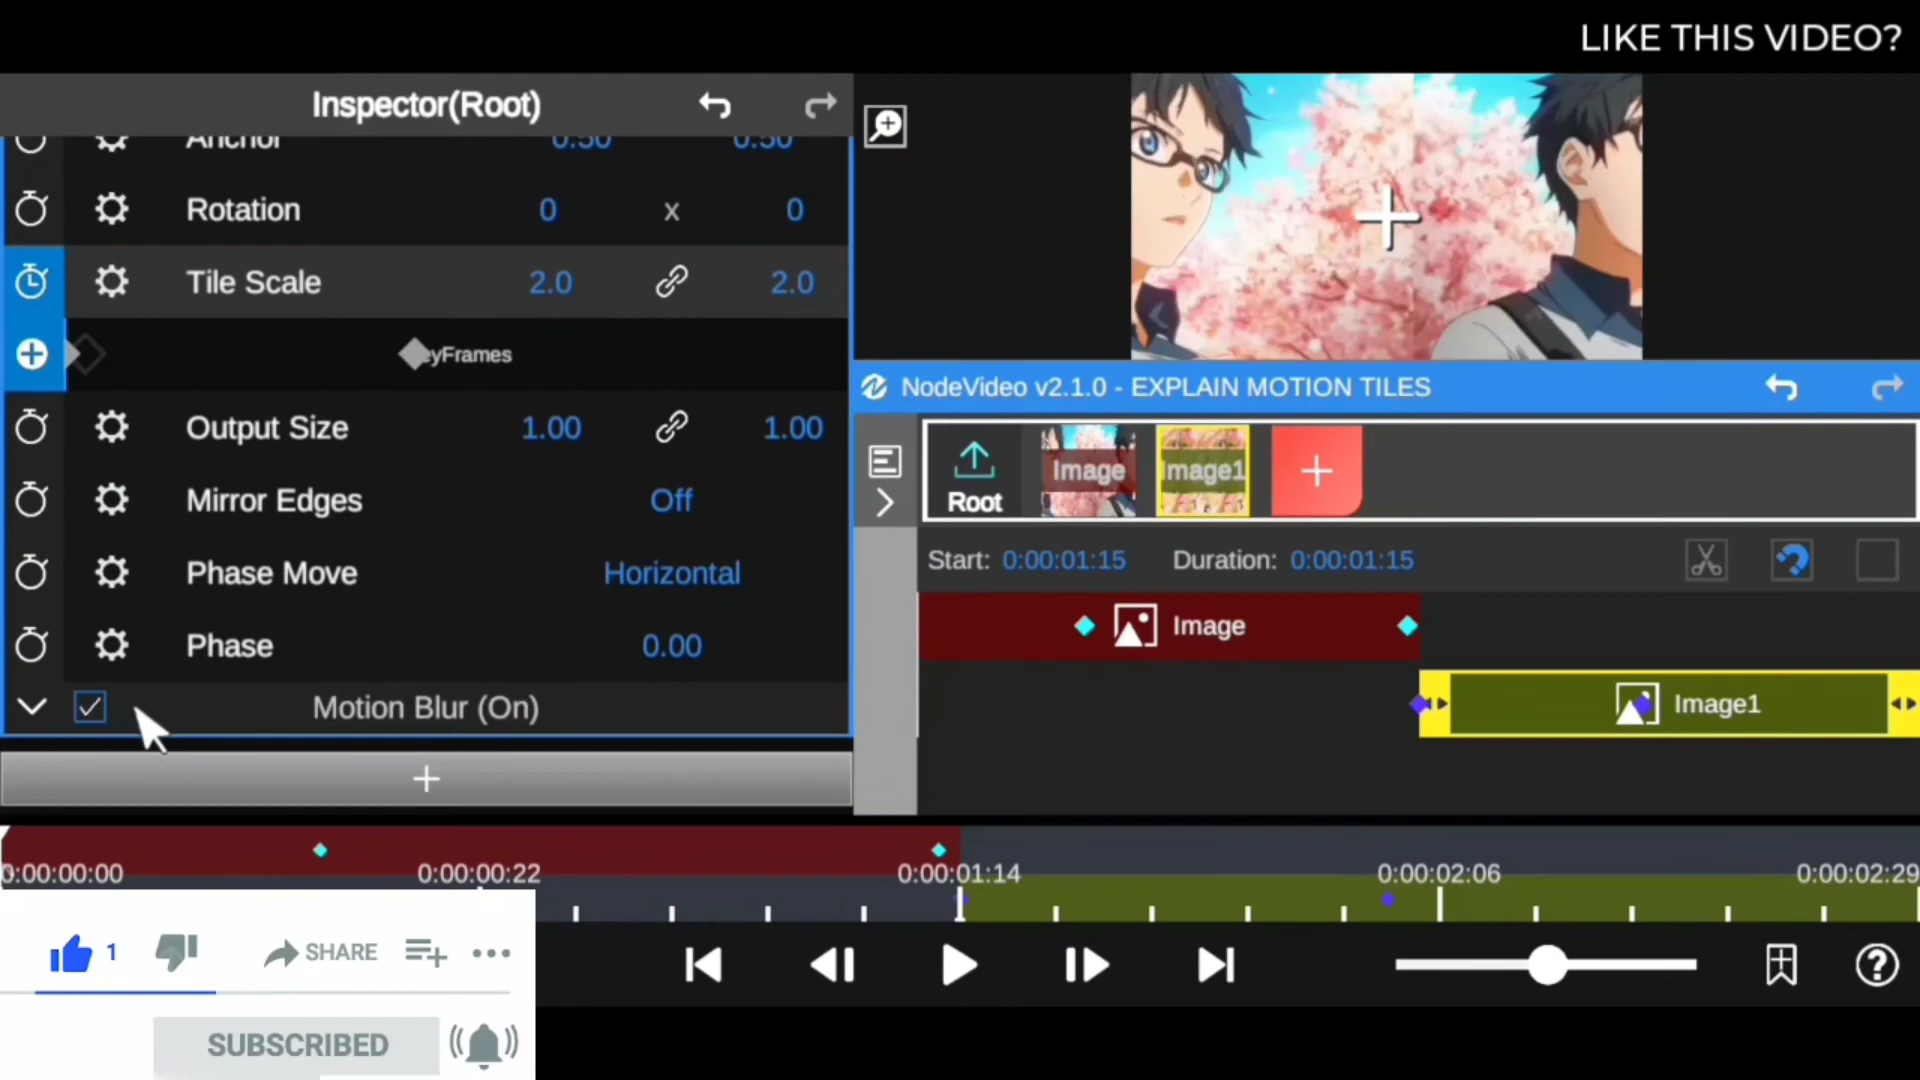 LIKE THIS VIDEO?
Inspector(Root)
Anchor 0.50 0.50
Rotation 0 x 0
Tile Scale 2.0 2.0
eyFrames
Output Size 1.00 1.00
Mirror Edges Off
Phase Move Horizontal
Phase 0.00
Motion Blur (On)
+
NodeVideo v2.1.0 - EXPLAIN MOTION TILES
Root Image Image1 +
Start: 0:00:01:15 Duration: 0:00:01:15
Image
Image1
0:00:00:00 0:00:00:22 0:00:01:14 0:00:02:06 0:00:02:29
1 SHARE
SUBSCRIBED